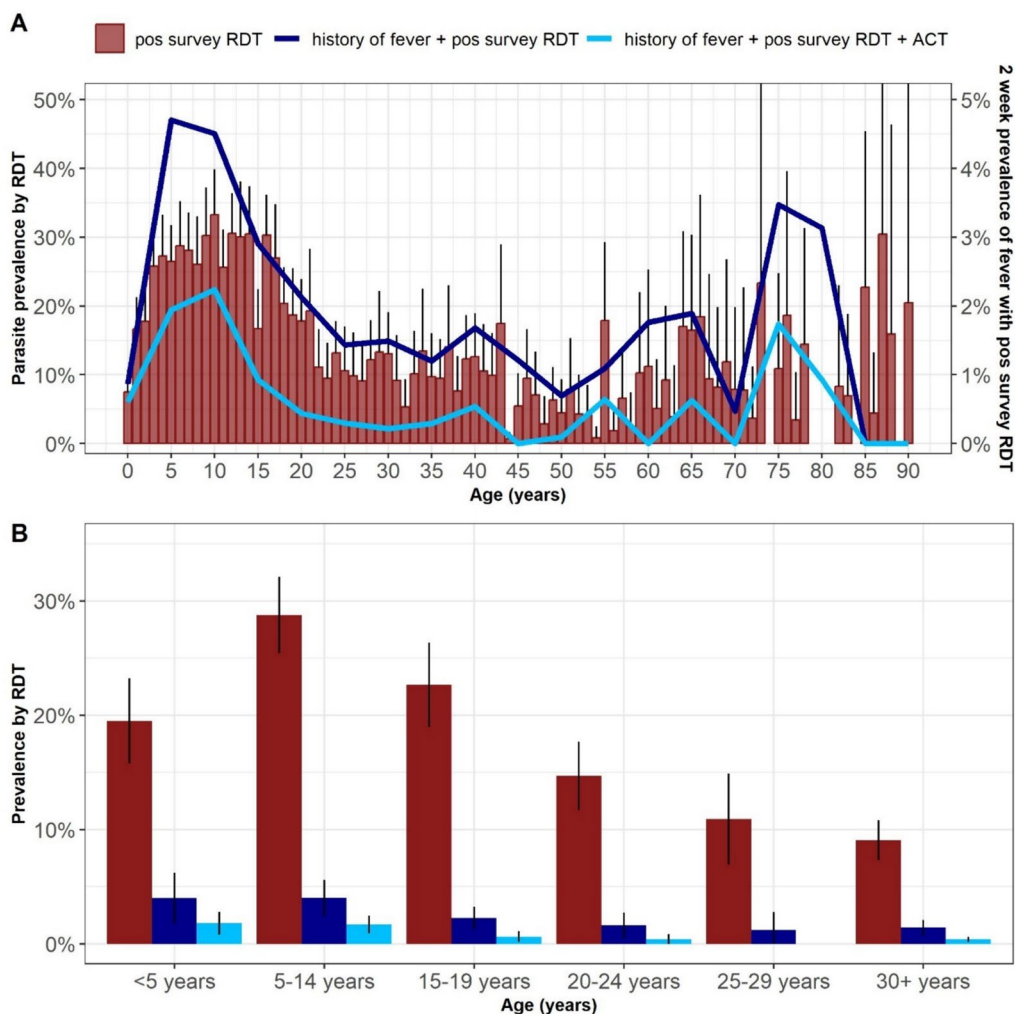 A
pos survey RDT history of fever + pos survey RDT history of fever + pos survey RDT + ACT
Parasite prevalence by RDT
50%
40%
30%
20%
10%
0%
5%
4%
3%
2%
1%
0%
2 week prevalence of fever with pos survey RDT
0 5 10 15 20 25 30 35 40 45 50 55 60 65 70 75 80 85 90
Age (years)
B
Prevalence by RDT
30%
20%
10%
0%
<5 years 5-14 years 15-19 years 20-24 years 25-29 years 30+ years
Age (years)